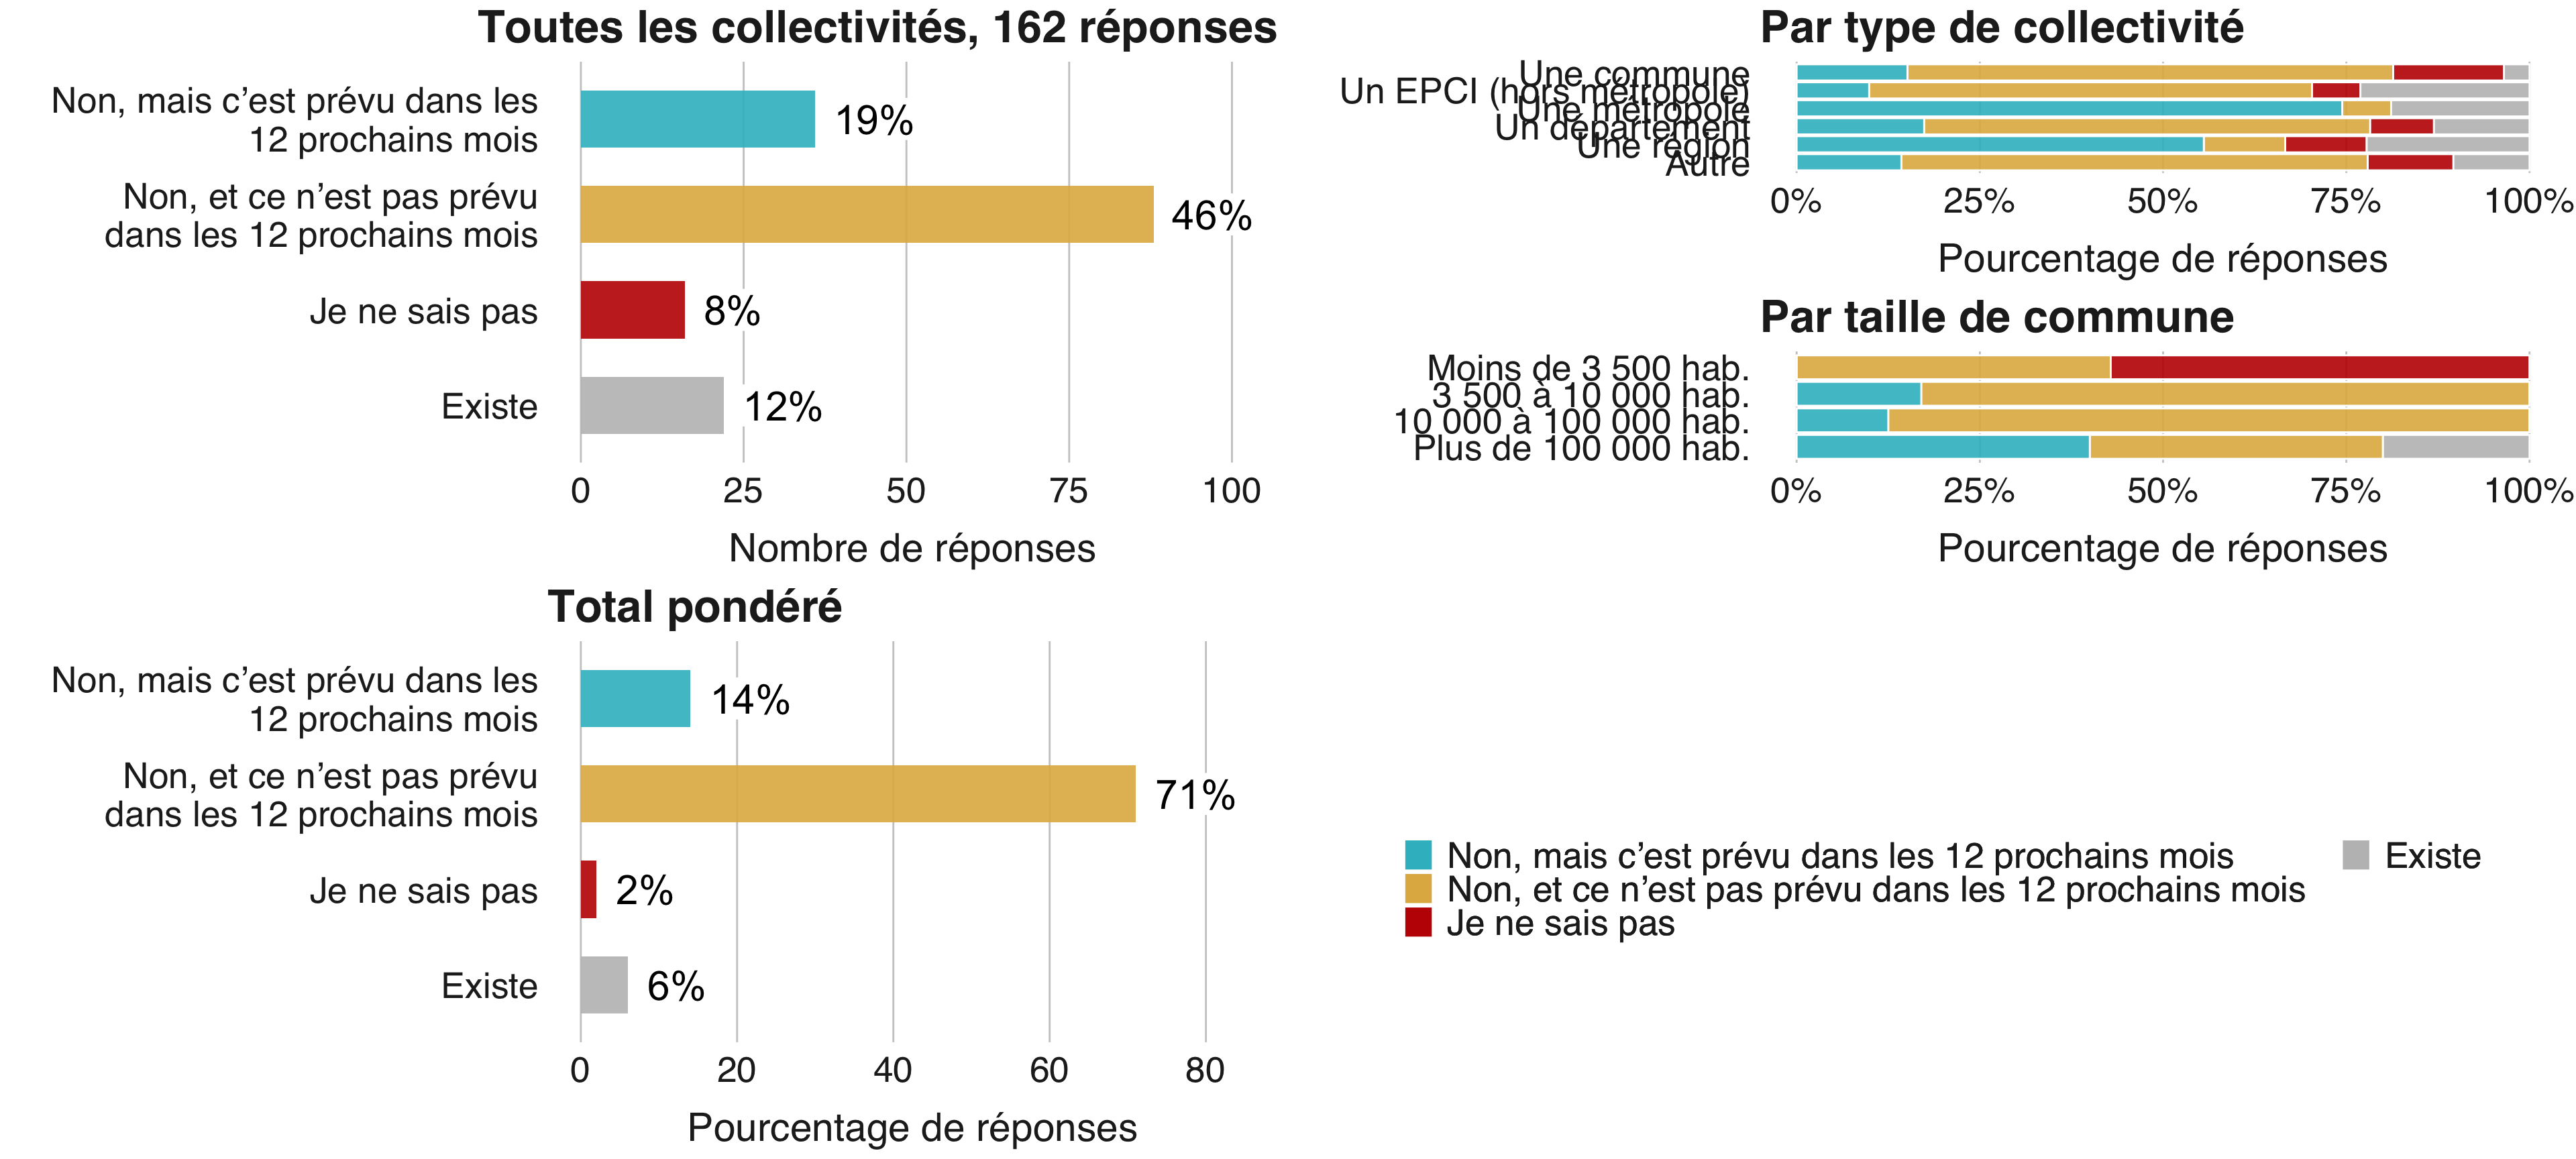 Toutes les collectivités, 162 réponses
Non, mais c’est prévu dans les
12 prochains mois
19%
Non, et ce n’est pas prévu
dans les 12 prochains mois
46%
Je ne sais pas
8%
Existe
12%
0 25 50 75 100
Nombre de réponses
Total pondéré
Non, mais c’est prévu dans les
12 prochains mois
14%
Non, et ce n’est pas prévu
dans les 12 prochains mois
71%
Je ne sais pas
2%
Existe
6%
0 20 40 60 80
Pourcentage de réponses
Par type de collectivité
Une commune
Un EPCI (hors métropole)
Une métropole
Un département
Une région
Autre
0% 25% 50% 75% 100%
Pourcentage de réponses
Par taille de commune
Moins de 3 500 hab.
3 500 à 10 000 hab.
10 000 à 100 000 hab.
Plus de 100 000 hab.
0% 25% 50% 75% 100%
Pourcentage de réponses
Non, mais c’est prévu dans les 12 prochains mois
Non, et ce n’est pas prévu dans les 12 prochains mois
Je ne sais pas
Existe